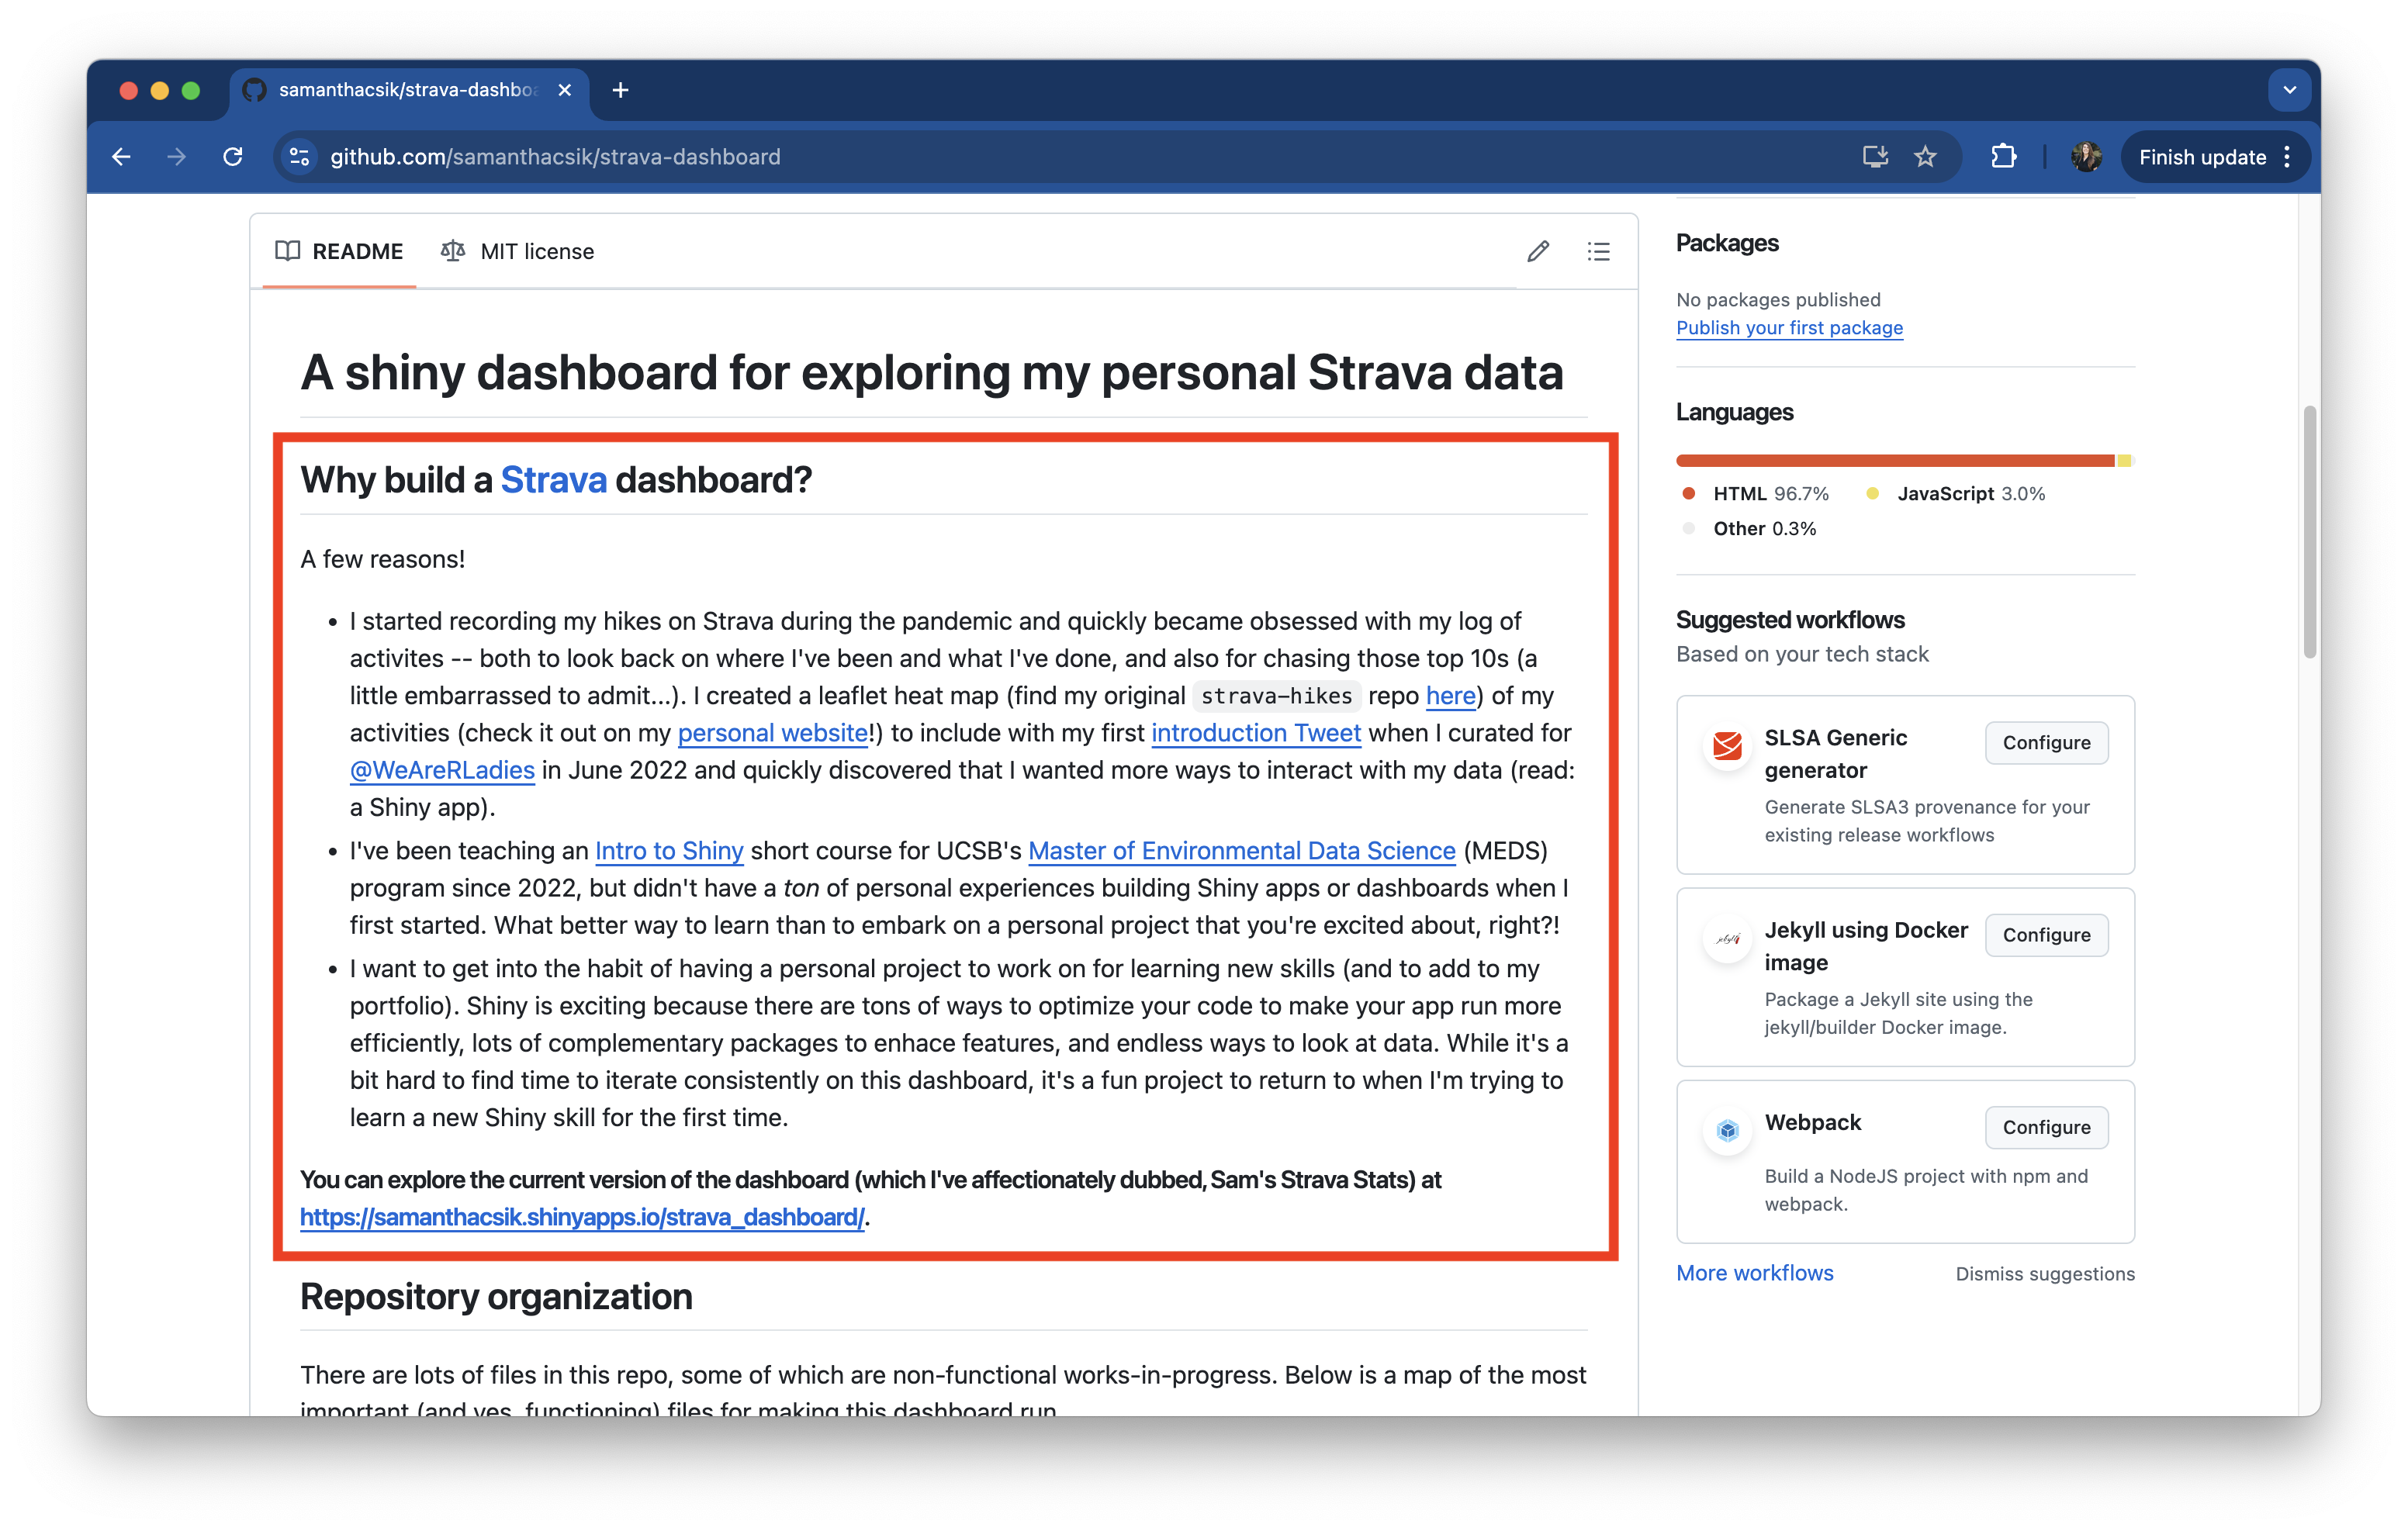 samanthacsik/strava-dashboa
github.com/samanthacsik/strava-dashboard
Finish update
README
MIT license
A shiny dashboard for exploring my personal Strava data
Why build a Strava dashboard?
A few reasons!
• I started recording my hikes on Strava during the pandemic and quickly became obsessed with my log of
activites -- both to look back on where I've been and what I've done, and also for chasing those top 10s (a
little embarrassed to admit...). I created a leaflet heat map (find my original strava-hikes repo here) of my
activities (check it out on my personal website!) to include with my first introduction Tweet when I curated for
@WeAreRLadies in June 2022 and quickly discovered that I wanted more ways to interact with my data (read:
a Shiny app).
• I've been teaching an Intro to Shiny short course for UCSB's Master of Environmental Data Science (MEDS)
program since 2022, but didn't have a ton of personal experiences building Shiny apps or dashboards when I
first started. What better way to learn than to embark on a personal project that you're excited about, right?!
• I want to get into the habit of having a personal project to work on for learning new skills (and to add to my
portfolio). Shiny is exciting because there are tons of ways to optimize your code to make your app run more
efficiently, lots of complementary packages to enhace features, and endless ways to look at data. While it's a
bit hard to find time to iterate consistently on this dashboard, it's a fun project to return to when I'm trying to
learn a new Shiny skill for the first time.
You can explore the current version of the dashboard (which I've affectionately dubbed, Sam's Strava Stats) at
https://samanthacsik.shinyapps.io/strava_dashboard/.
Repository organization
There are lots of files in this repo, some of which are non-functional works-in-progress. Below is a map of the most
important (and yes, functioning) files for making this dashboard run
Packages
No packages published
Publish your first package
Languages
HTML 96.7%
JavaScript 3.0%
Other 0.3%
Suggested workflows
Based on your tech stack
SLSA Generic
generator
Configure
Generate SLSA3 provenance for your
existing release workflows
jekyll
Jekyll using Docker
image
Configure
Package a Jekyll site using the
jekyll/builder Docker image.
Webpack
Configure
Build a NodeJS project with npm and
webpack.
More workflows
Dismiss suggestions